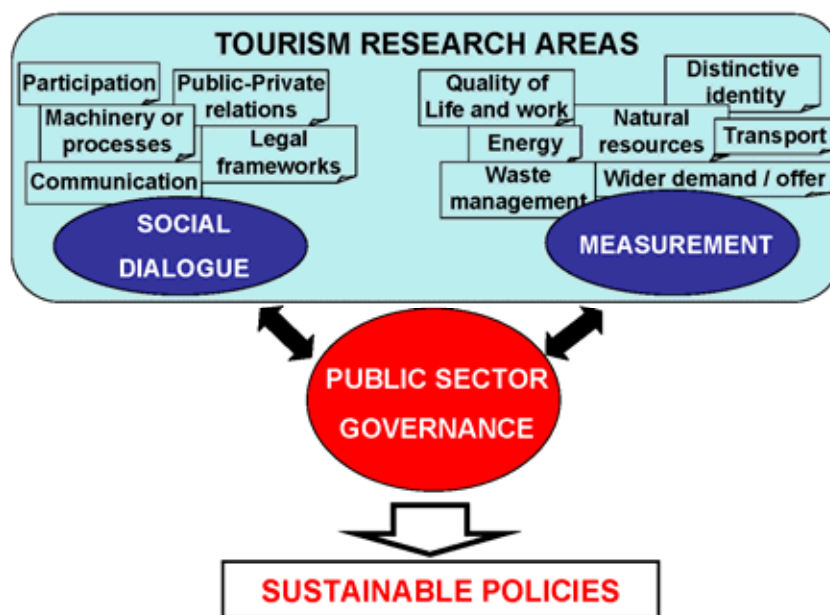 TOURISM RESEARCH AREAS
Participation
Public-Private
relations
Machinery or
processes
Legal
frameworks
Communication
SOCIAL
DIALOGUE
Quality of
Life and work
Distinctive
identity
Natural
resources
Transport
Energy
Waste
management
Wider demand / offer
MEASUREMENT
PUBLIC SECTOR
GOVERNANCE
SUSTAINABLE POLICIES